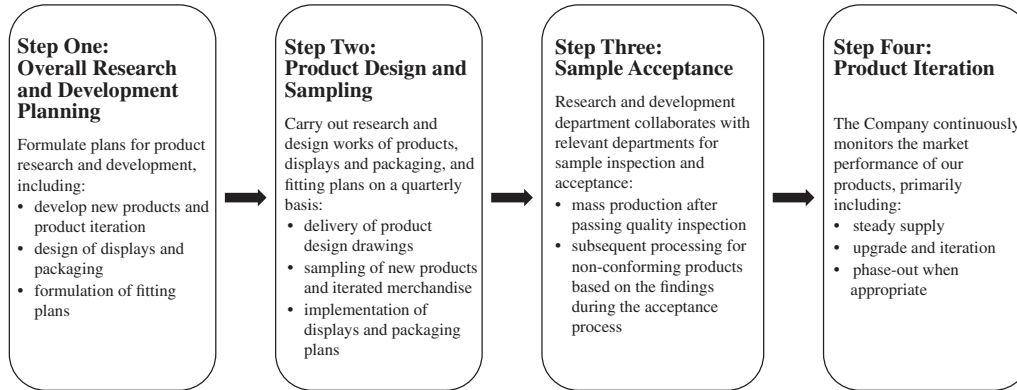 Step One:
Overall Research
and Development
Planning
Formulate plans for product
research and development,
including:
• develop new products and
product iteration
• design of displays and
packaging
• formulation of fitting
plans
Step Two:
Product Design and
Sampling
Carry out research and
design works of products,
displays and packaging, and
fitting plans on a quarterly
basis:
• delivery of product
design drawings
• sampling of new products
and iterated merchandise
• implementation of
displays and packaging
plans
Step Three:
Sample Acceptance
Research and development
department collaborates with
relevant departments for
sample inspection and
acceptance:
• mass production after
passing quality inspection
• subsequent processing for
non-conforming products
based on the findings
during the acceptance
process
Step Four:
Product Iteration
The Company continuously
monitors the market
performance of our
products, primarily
including:
• steady supply
• upgrade and iteration
• phase-out when
appropriate